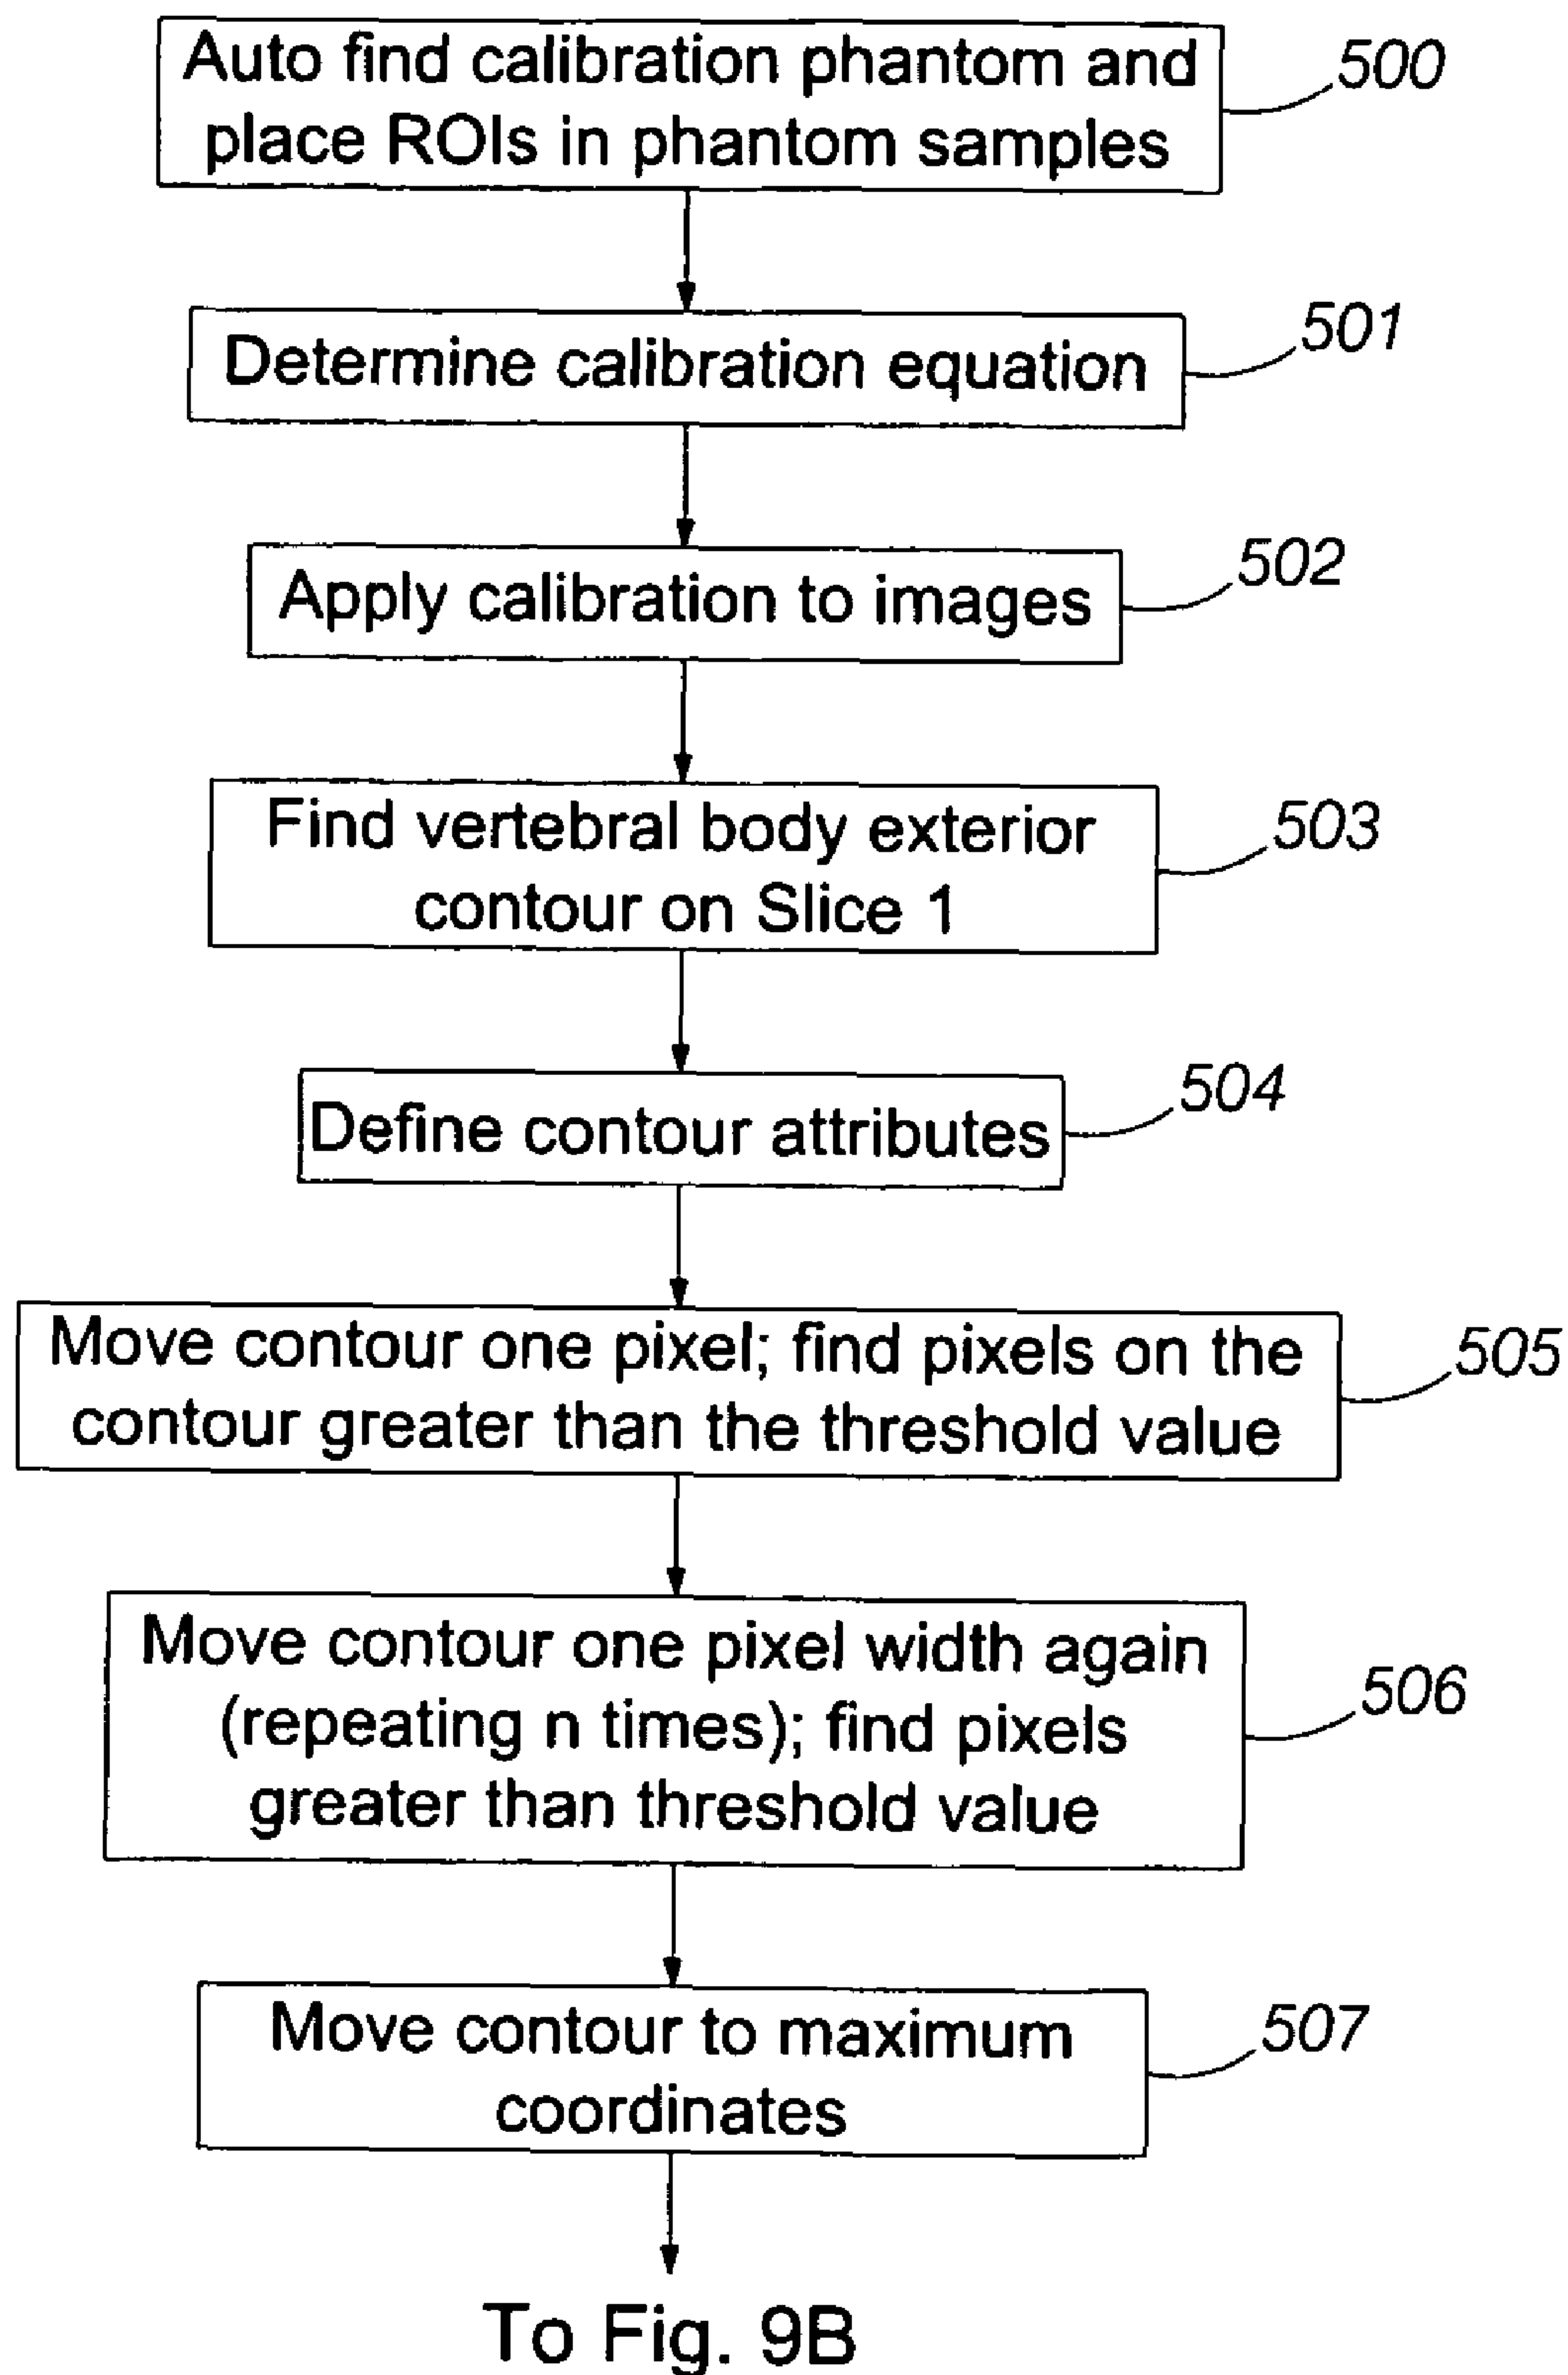 Auto find calibration phantom and
place ROIs in phantom samples
500
Determine calibration equation
501
Apply calibration to images
502
Find vertebral body exterior
contour on Slice 1
503
Define contour attributes
504
Move contour one pixel; find pixels on the
contour greater than the threshold value
505
Move contour one pixel width again
(repeating n times); find pixels
greater than threshold value
506
Move contour to maximum
coordinates
507
To Fig. 9B